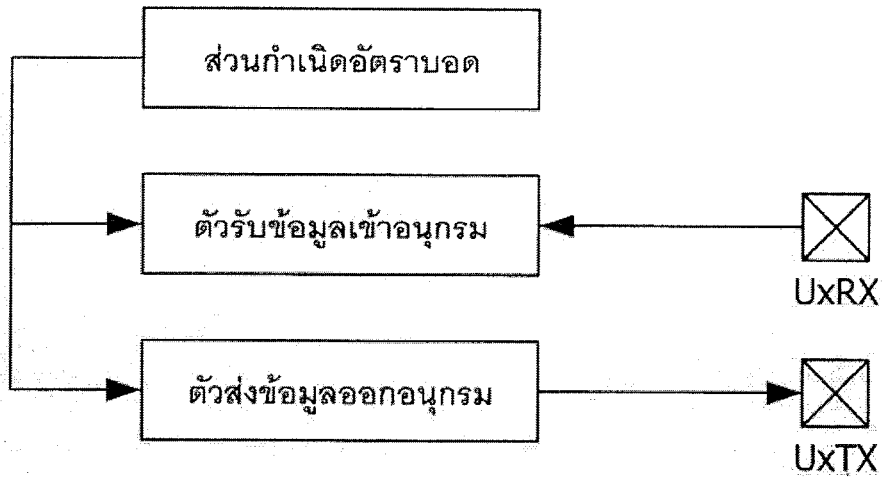 ส่วนกำเนิดอัตราบอด
ตัวรับข้อมูลเข้าอนุกรม
UxRX
ตัวส่งข้อมูลออกอนุกรม
UxTX